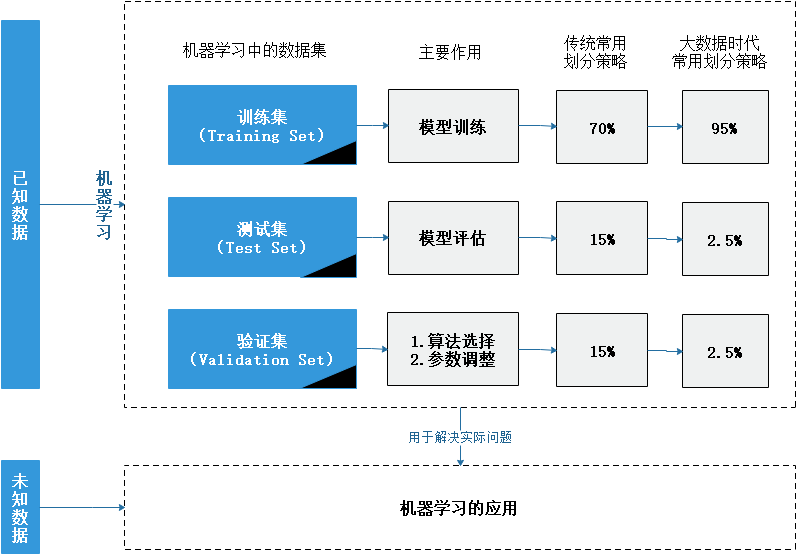 机器学习中的数据集
主要作用
传统常用
划分策略
大数据时代
常用划分策略
已知数据
机器学习
训练集
(Training Set)
模型训练
70%
95%
测试集
(Test Set)
模型评估
15%
2.5%
验证集
(Validation Set)
1.算法选择
2.参数调整
15%
2.5%
用于解决实际问题
未知数据
机器学习的应用